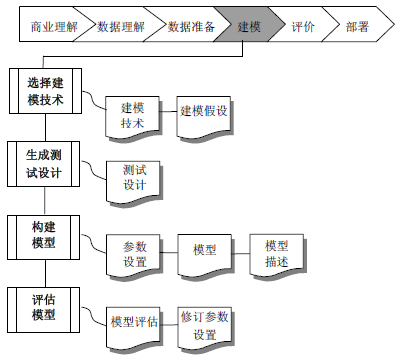 商业理解 数据理解 数据准备 建模 评价 部署
选择建
模技术
建模
技术
建模假设
生成测
试设计
测试
设计
构建
模型
参数
设置
模型
模型
描述
评估
模型
模型评估
修订参数
设置